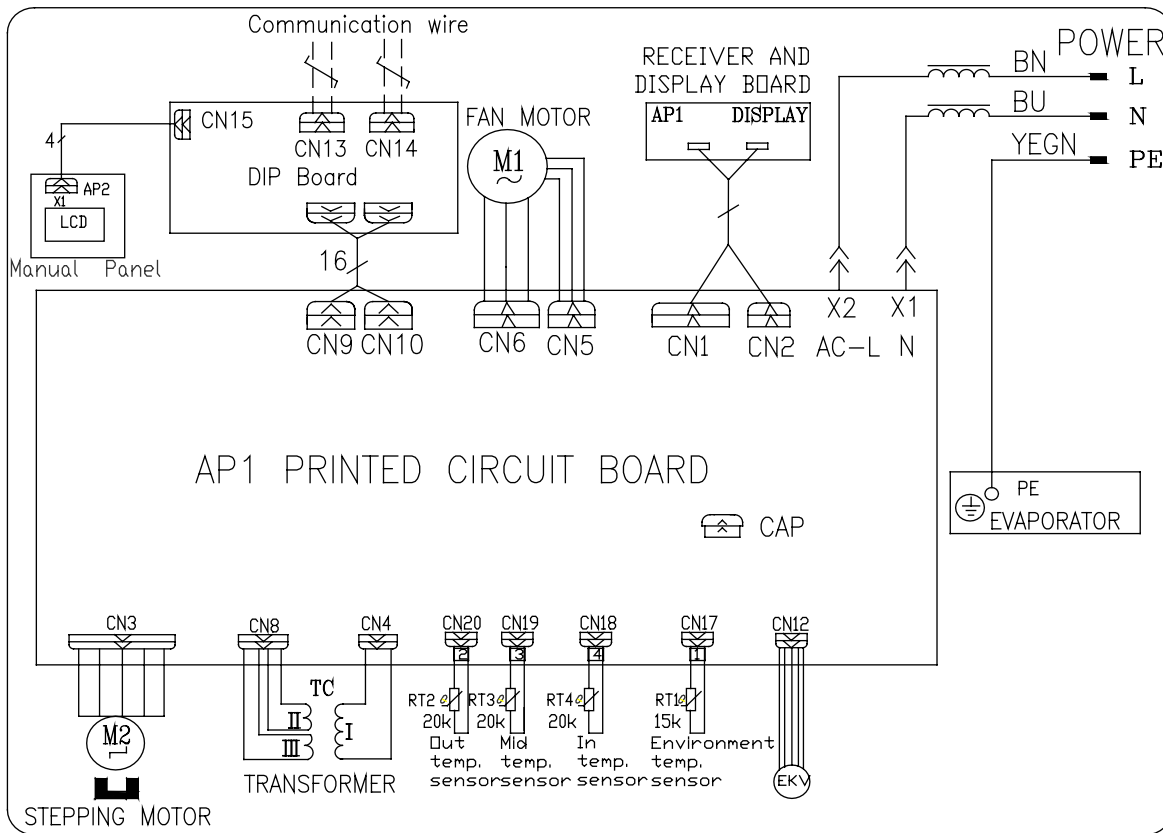 Communication wire
CN15
CN13 CN14
DIP Board
4
AP2
X1
LCD
Manual Panel
16
FAN MOTOR
M1
~
RECEIVER AND
DISPLAY BOARD
AP1 DISPLAY
POWER
BN L
BU N
YEGN PE
CN9 CN10 CN6 CN5 CN1 CN2
X2 X1
AC-L N
AP1 PRINTED CIRCUIT BOARD
CAP
PE
EVAPORATOR
CN3 CN8 CN4 CN20 CN19 CN18 CN17 CN12
2 3 4 1
M2
STEPPING MOTOR
TC
II
III
I
TRANSFORMER
RT2 RT3 RT4 RT1
20k 20k 20k 15k
Out Mid In Environment
temp. temp. temp. temp.
sensor sensor sensor sensor
EKV